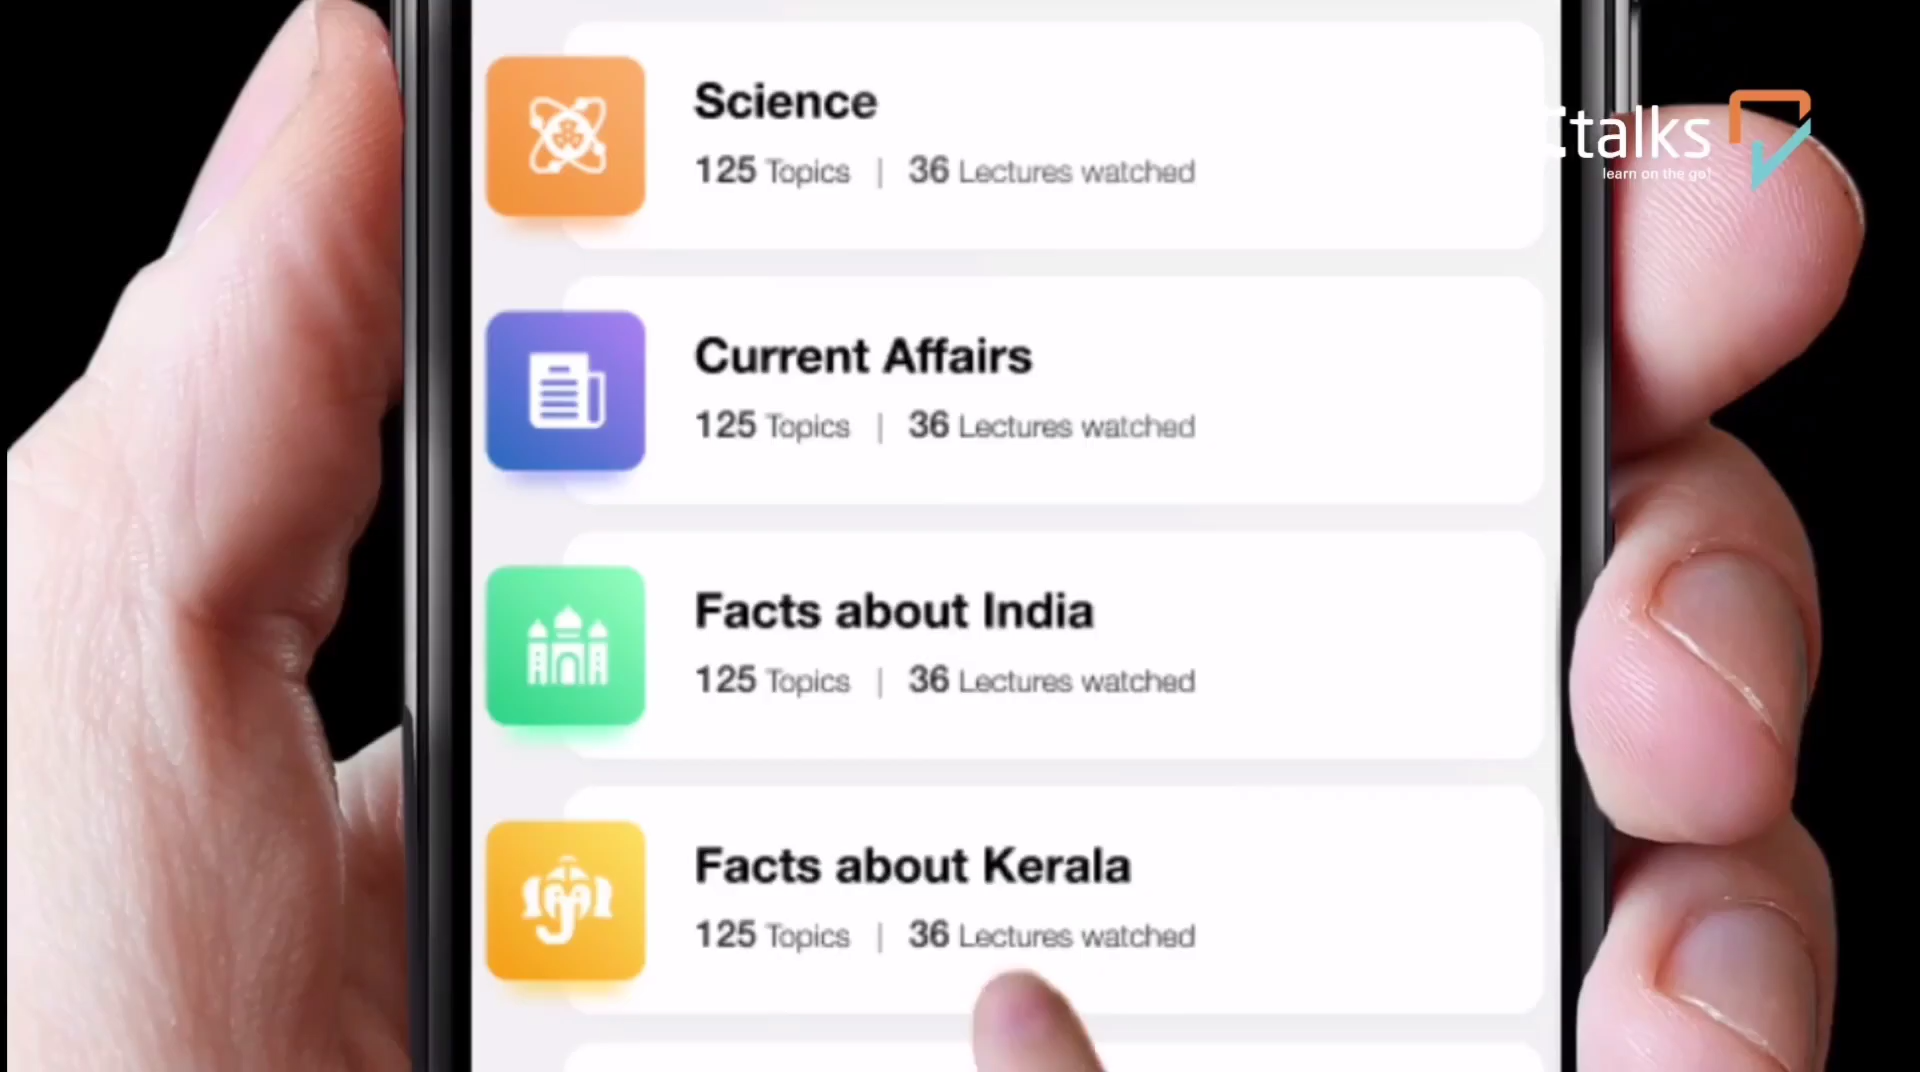 Science
125 Topics | 36 Lectures watched
talks
learn on the go!
Current Affairs
125 Topics | 36 Lectures watched
Facts about India
125 Topics | 36 Lectures watched
Facts about Kerala
125 Topics | 36 Lectures watched